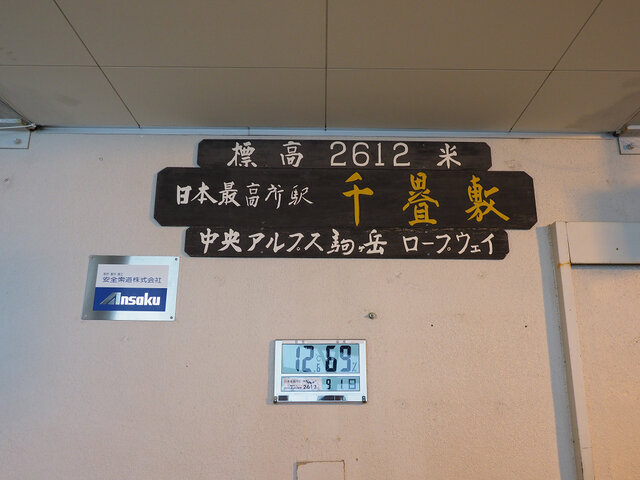 標高 2612 米
日本最高所駅 千畳敷
中央アルプス駒ヶ岳 ロープウェイ
安全索道株式会社
Ansaku
12.6℃ 69%
2612
9.18